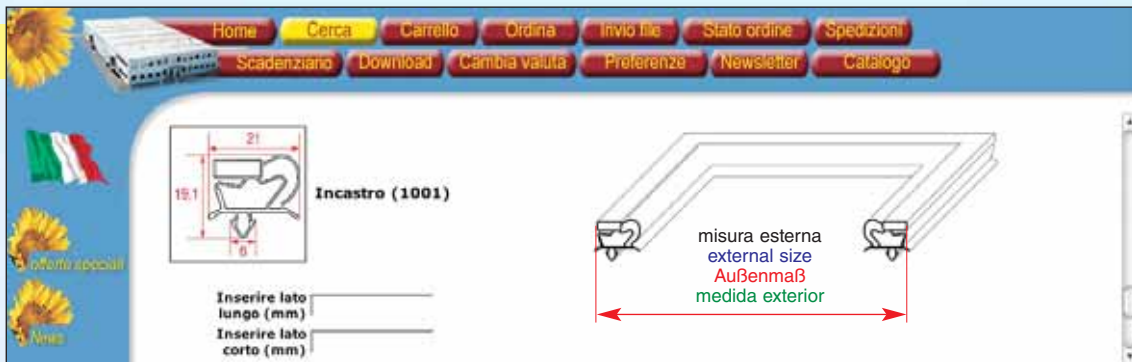 Home Cerca Carrello Ordina Invio file Stato ordine Spedizioni
Scadenziario Download Cambia valuta Preferenze Newsletter Catalogo
21
19,1
6
Incastro (1001)
misura esterna
external size
Außenmaß
medida exterior
offerte speciali
News
Inserire lato
lungo (mm)
Inserire lato
corto (mm)